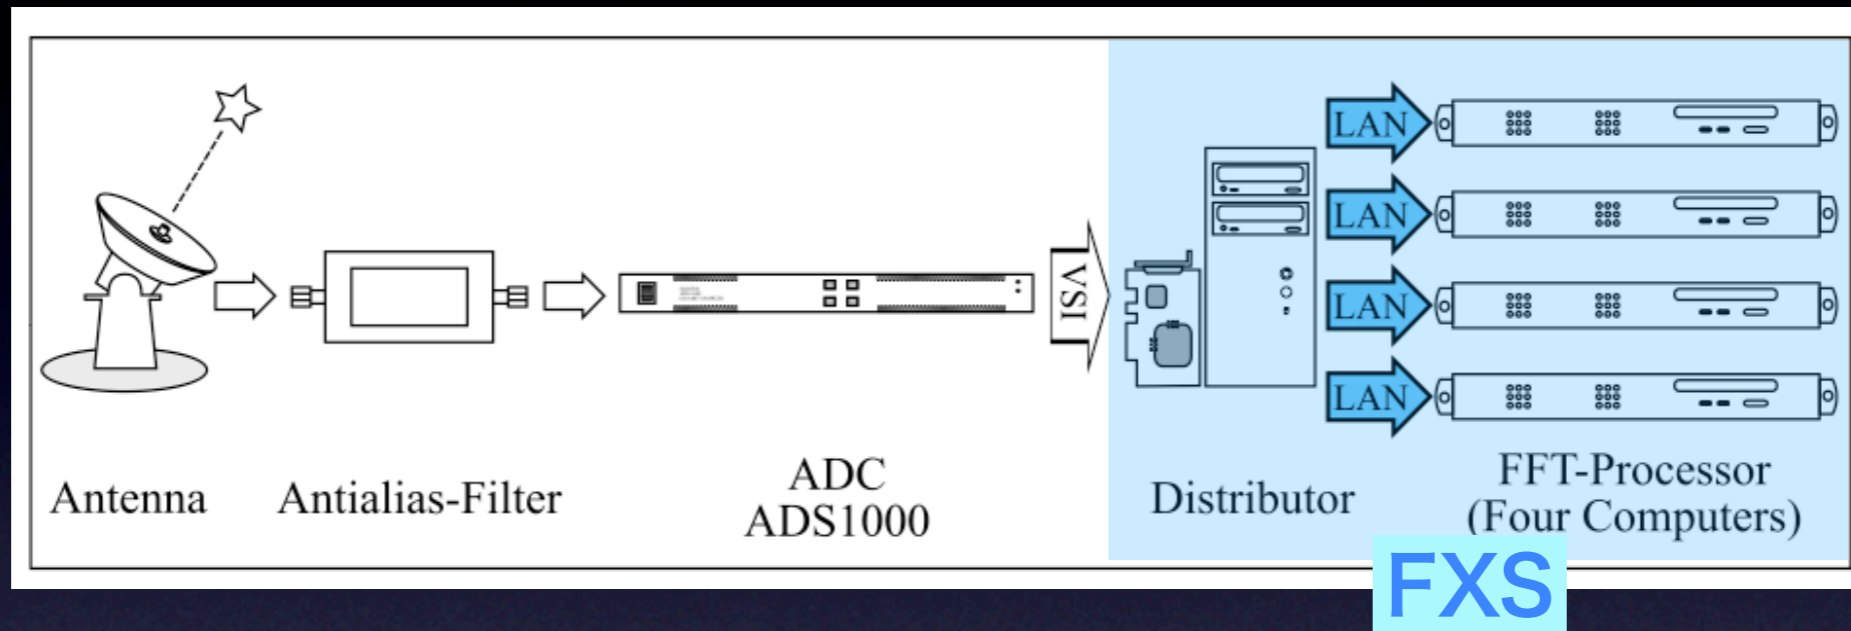 LAN
LAN
LAN
LAN
VSI
Antenna
Antialias-Filter
ADC
ADS1000
Distributor
FFT-Processor
(Four Computers)
FXS